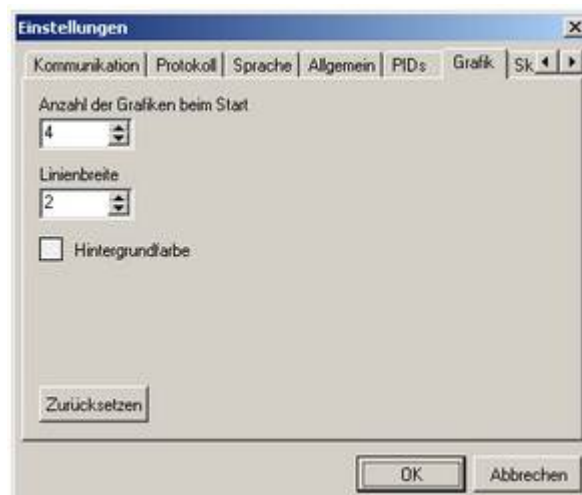 Einstellungen
Kommunikation Protokoll Sprache Allgemein PIDs Grafik Sk
Anzahl der Grafiken beim Start
4
Linienbreite
2
Hintergrundfarbe
Zurücksetzen
OK Abbrechen